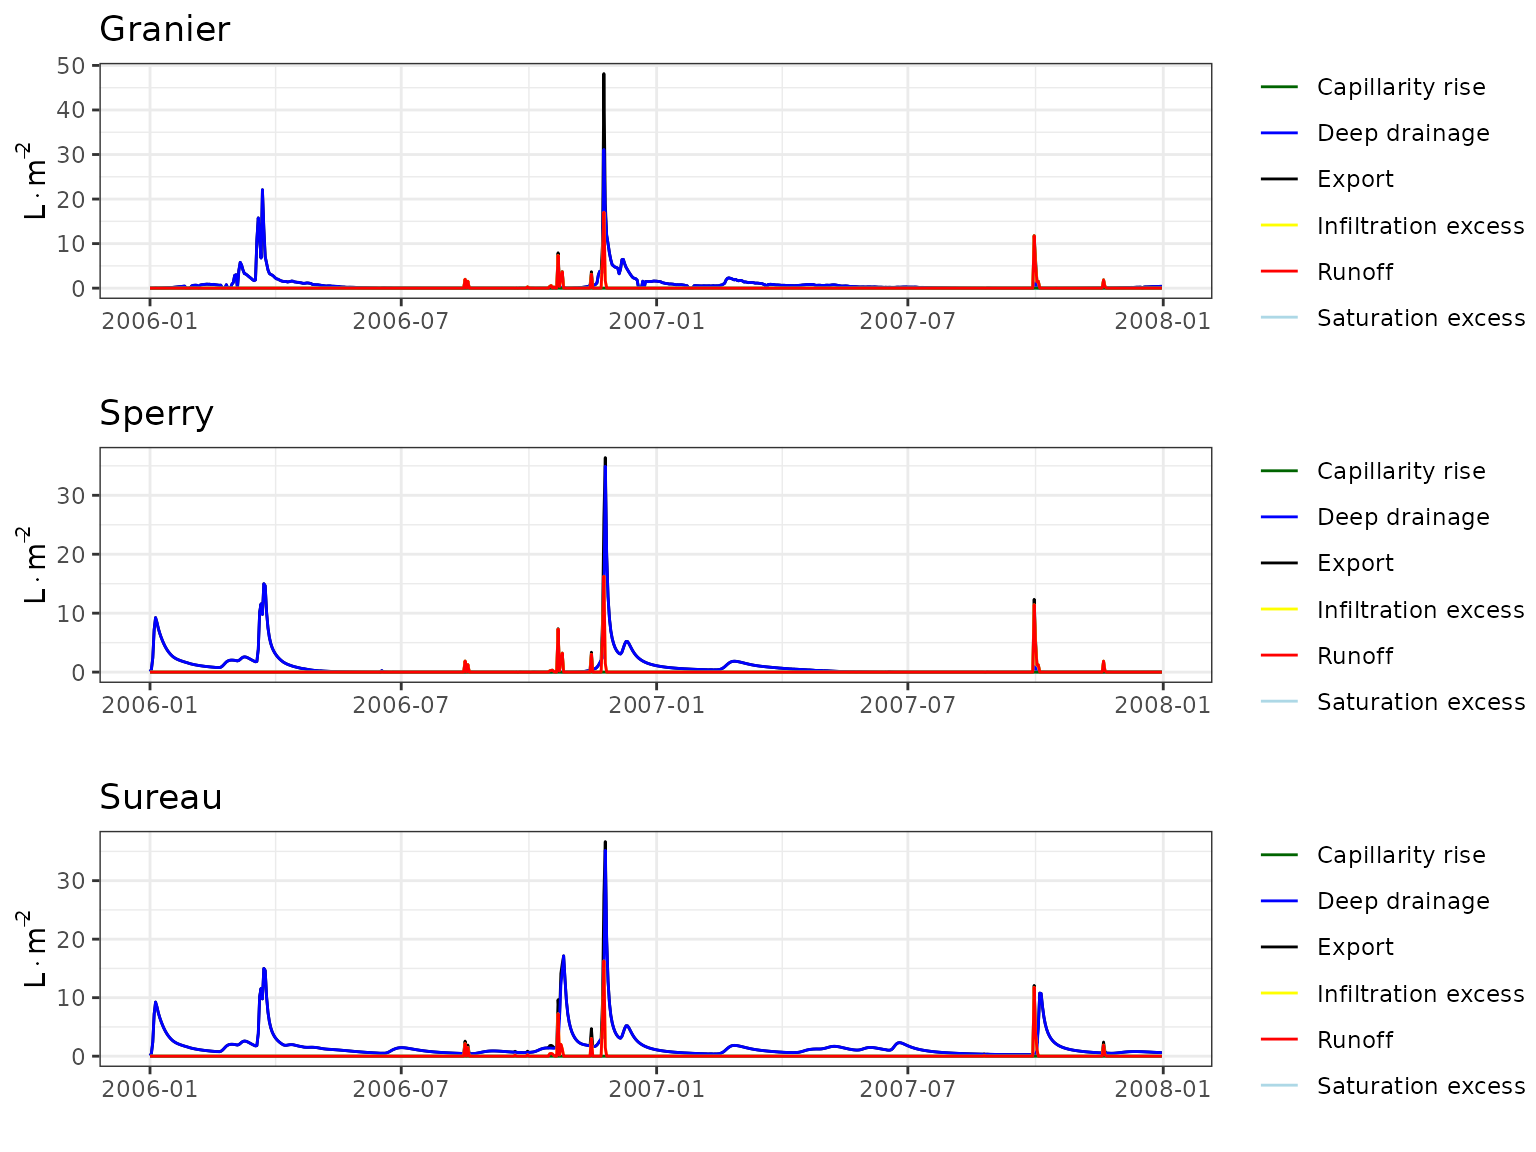 Granier
L·m⁻²
50
40
30
20
10
0
2006-01 2006-07 2007-01 2007-07 2008-01
Capillarity rise
Deep drainage
Export
Infiltration excess
Runoff
Saturation excess
Sperry
L·m⁻²
30
20
10
0
2006-01 2006-07 2007-01 2007-07 2008-01
Capillarity rise
Deep drainage
Export
Infiltration excess
Runoff
Saturation excess
Sureau
L·m⁻²
30
20
10
0
2006-01 2006-07 2007-01 2007-07 2008-01
Capillarity rise
Deep drainage
Export
Infiltration excess
Runoff
Saturation excess